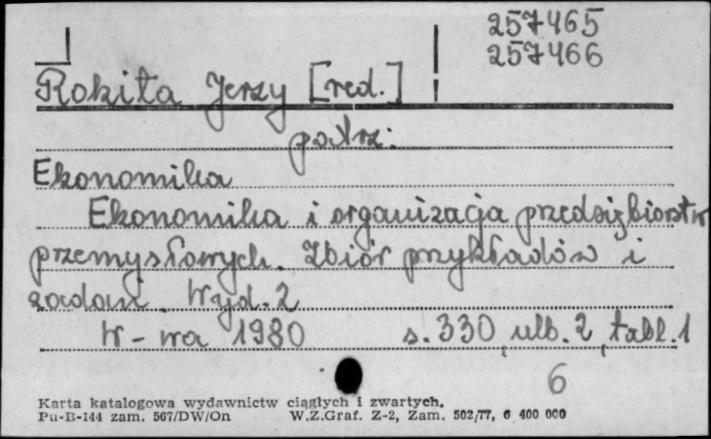 257465
257466
Rokita Jerzy [red.]
patrz:
Ekonomika
Ekonomika i organizacja przedsiębiorstw
przemysłowych. Zbiór przykładów i
zadań. Wyd. 2
W-wa 1980 s. 330, ulb. 2, tabl. 1
6
Karta katalogowa wydawnictw ciągłych i zwartych.
Pu-B-144 zam. 567/DW/On W.Z.Graf. Z-2, Zam. 502/77, 6 400 000